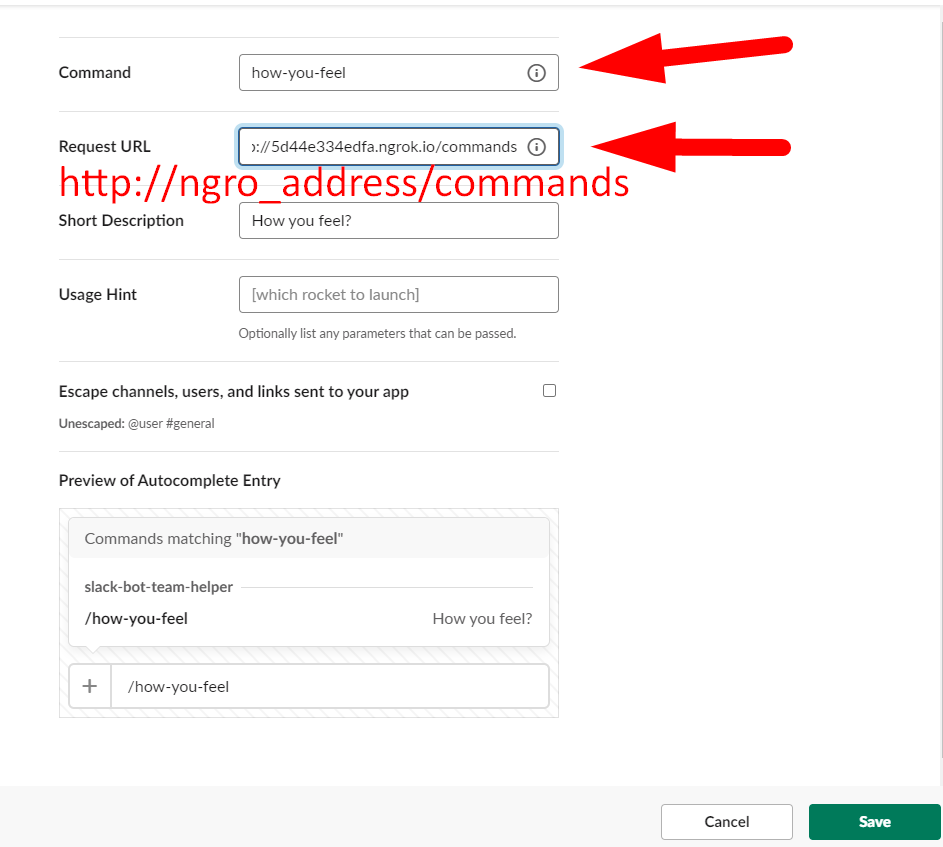 Command
how-you-feel
Request URL
p://5d44e334edfa.ngrok.io/commands
http://ngro_address/commands
Short Description
How you feel?
Usage Hint
[which rocket to launch]
Optionally list any parameters that can be passed.
Escape channels, users, and links sent to your app
Unescaped: @user #general
Preview of Autocomplete Entry
Commands matching "how-you-feel"
slack-bot-team-helper
/how-you-feel How you feel?
+ /how-you-feel
Cancel Save